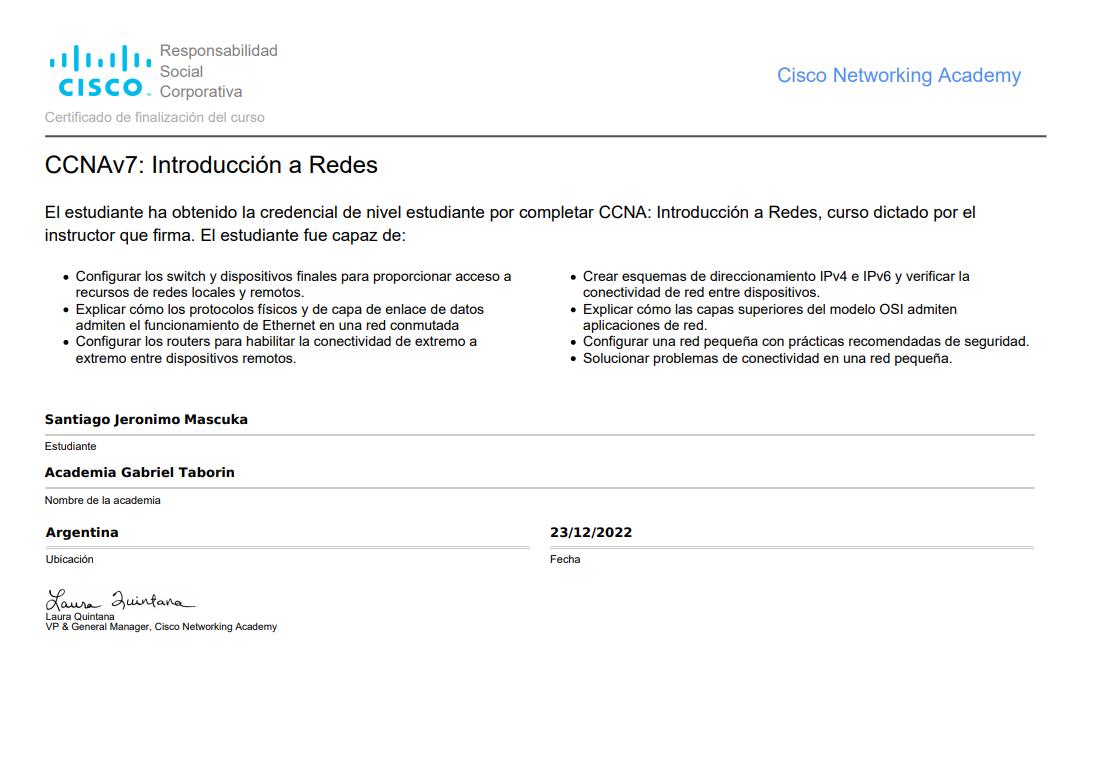 Responsabilidad
Social
Corporativa
CISCO
Cisco Networking Academy
Certificado de finalización del curso
CCNAv7: Introducción a Redes
El estudiante ha obtenido la credencial de nivel estudiante por completar CCNA: Introducción a Redes, curso dictado por el
instructor que firma. El estudiante fue capaz de:
• Configurar los switch y dispositivos finales para proporcionar acceso a
recursos de redes locales y remotos.
• Explicar cómo los protocolos físicos y de capa de enlace de datos
admiten el funcionamiento de Ethernet en una red conmutada
• Configurar los routers para habilitar la conectividad de extremo a
extremo entre dispositivos remotos.
• Crear esquemas de direccionamiento IPv4 e IPv6 y verificar la
conectividad de red entre dispositivos.
• Explicar cómo las capas superiores del modelo OSI admiten
aplicaciones de red.
• Configurar una red pequeña con prácticas recomendadas de seguridad.
• Solucionar problemas de conectividad en una red pequeña.
Santiago Jeronimo Mascuka
Estudiante
Academia Gabriel Taborin
Nombre de la academia
Argentina
Ubicación
23/12/2022
Fecha
Laura Quintana
Laura Quintana
VP & General Manager, Cisco Networking Academy